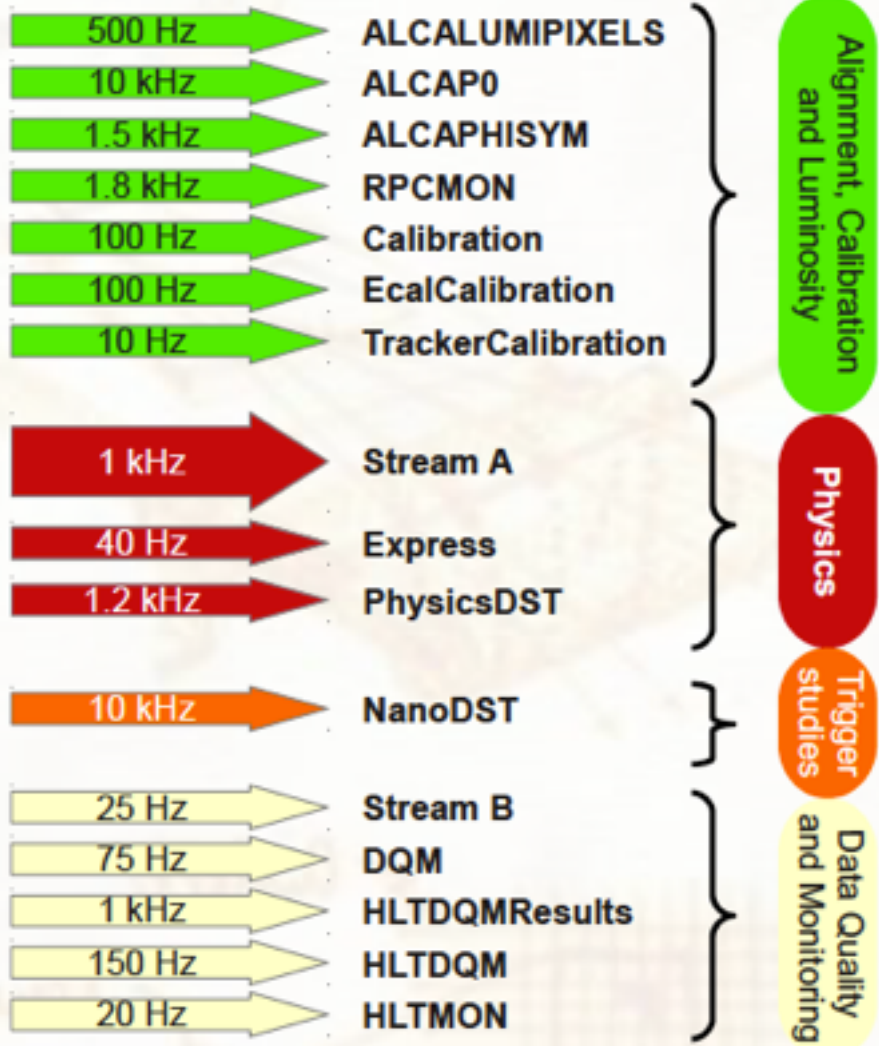 500 Hz ALCALUMIPIXELS
10 kHz ALCAP0
1.5 kHz ALCAPHISYM
1.8 kHz RPCMON
100 Hz Calibration
100 Hz EcalCalibration
10 Hz TrackerCalibration
Alignment, Calibration
and Luminosity
1 kHz Stream A
40 Hz Express
1.2 kHz PhysicsDST
Physics
10 kHz NanoDST
Trigger
studies
25 Hz Stream B
75 Hz DQM
1 kHz HLTDQMResults
150 Hz HLTDQM
20 Hz HLTMON
Data Quality
and Monitoring